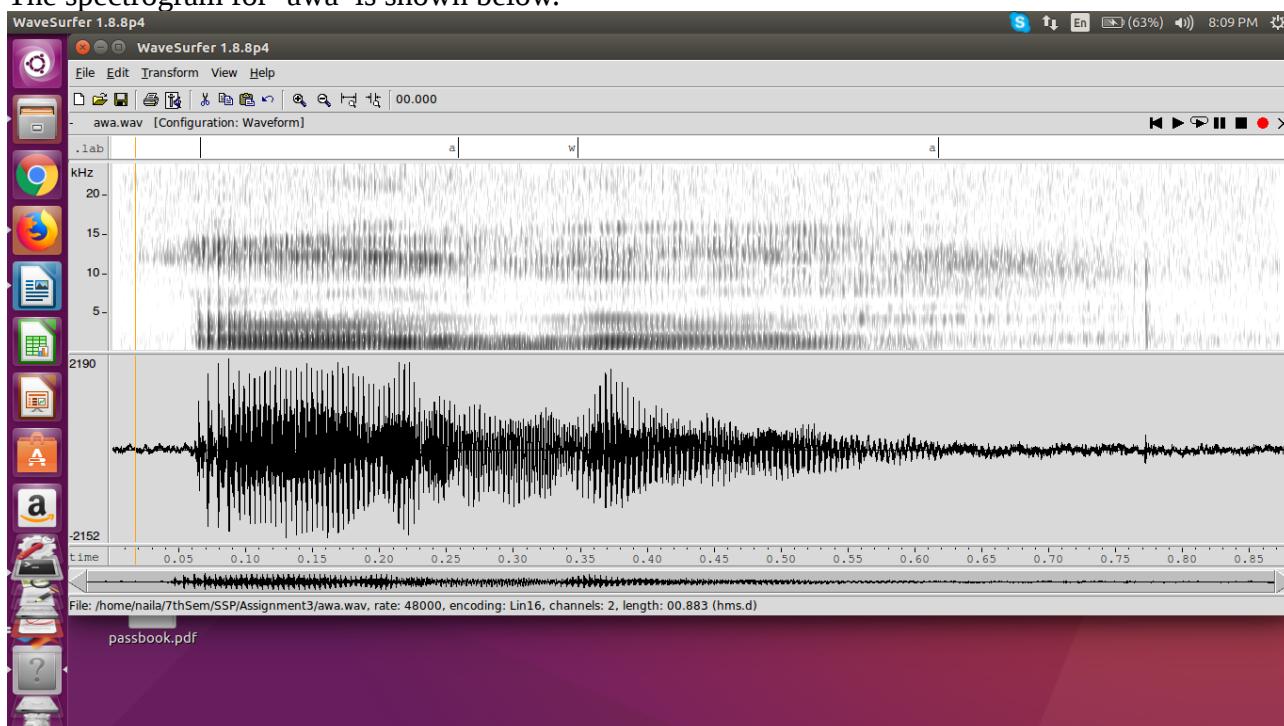 The spectrogram for "awa" is shown below:
WaveSurfer 1.8.8p4
S En (63%) 8:09 PM
WaveSurfer 1.8.8p4
File Edit Transform View Help
00.000
- awa.wav [Configuration: Waveform]
.lab a w a
kHz
20
15
10
5
2190
-2152
time 0.05 0.10 0.15 0.20 0.25 0.30 0.35 0.40 0.45 0.50 0.55 0.60 0.65 0.70 0.75 0.80 0.85
File: /home/naila/7thSem/SSP/Assignment3/awa.wav, rate: 48000, encoding: Lin16, channels: 2, length: 00.883 (hms.d)
passbook.pdf
A
a
?